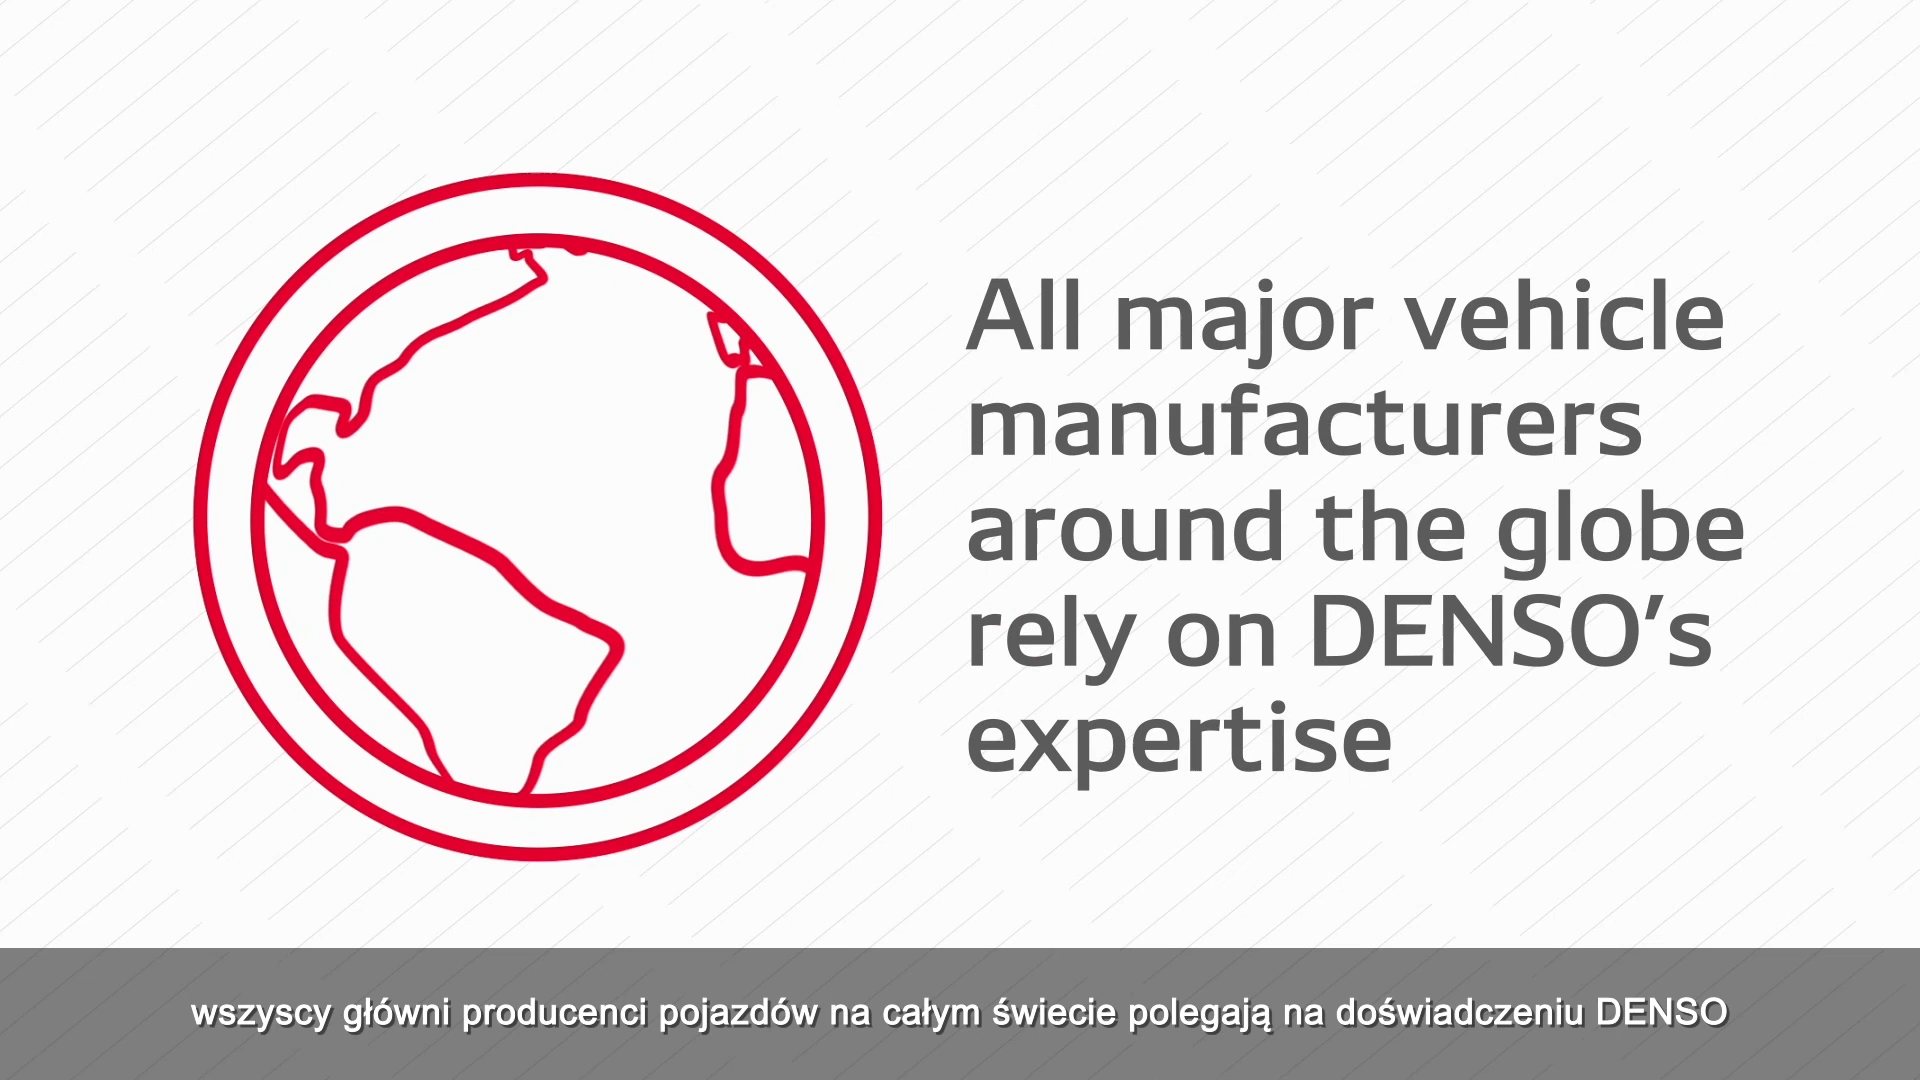 All major vehicle
manufacturers
around the globe
rely on DENSO’s
expertise
wszyscy główni producenci pojazdów na całym świecie polegają na doświadczeniu DENSO